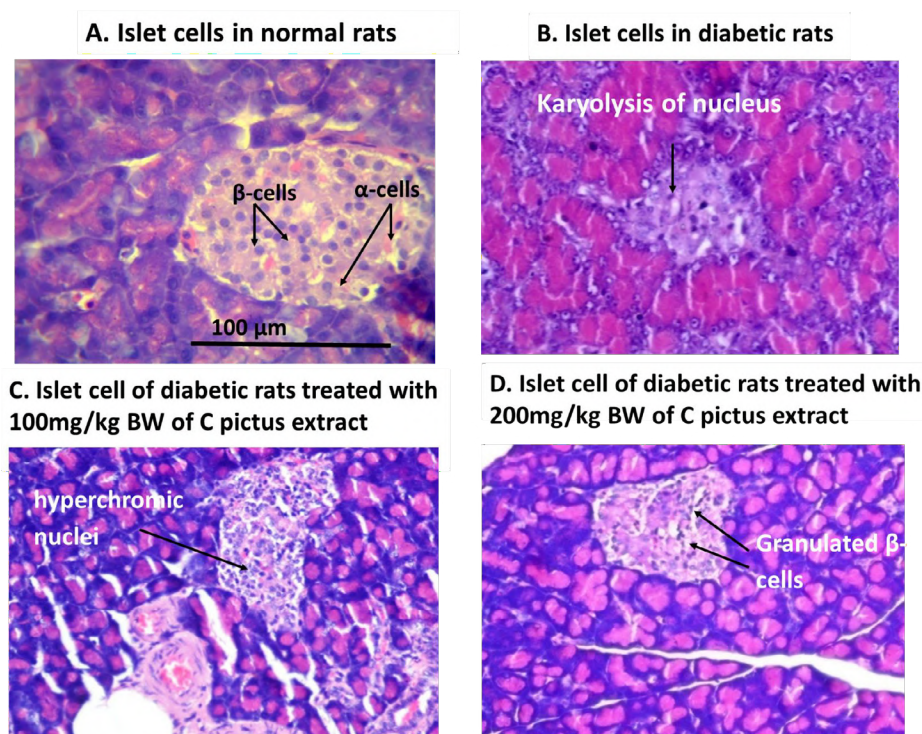 A. Islet cells in normal rats
B. Islet cells in diabetic rats
β-cells
α-cells
100 μm
Karyolysis of nucleus
C. Islet cell of diabetic rats treated with
100mg/kg BW of C pictus extract
D. Islet cell of diabetic rats treated with
200mg/kg BW of C pictus extract
hyperchromic
nuclei
Granulated β-
cells